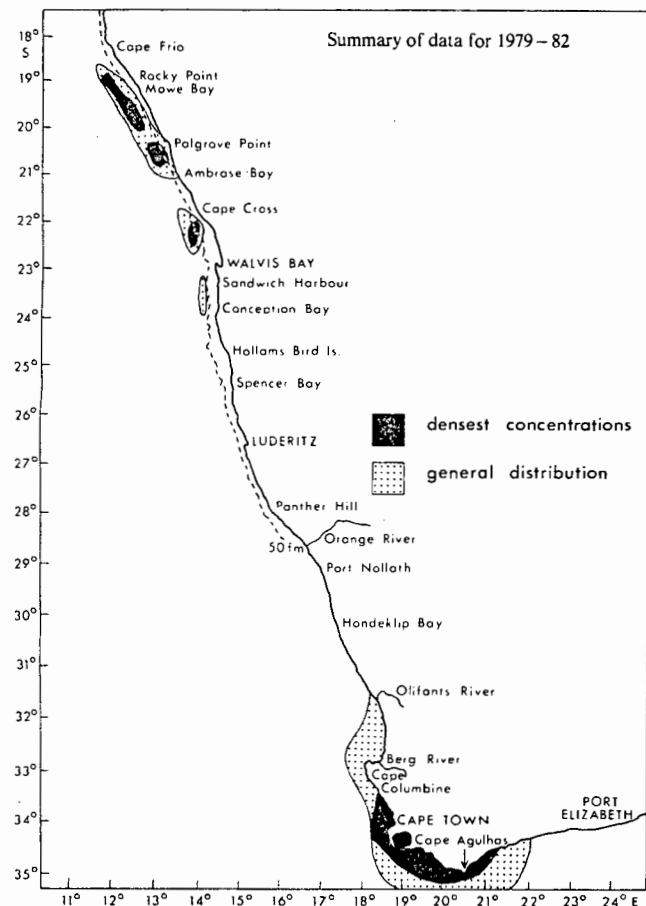 Summary of data for 1979 – 82
18°
S
Cape Frio
19°
Rocky Point
Mowe Bay
20°
Palgrave Point
21°
Ambrose Bay
22°
Cape Cross
23°
WALVIS BAY
Sandwich Harbour
24°
Conception Bay
25°
Hollams Bird Is.
Spencer Bay
26°
densest concentrations
LUDERITZ
27°
general distribution
28°
Panther Hill
50 fm
Orange River
29°
Port Nollath
30°
Hondeklip Bay
31°
Olifants River
32°
Berg River
33°
Cape
Columbine
PORT
ELIZABETH
34°
CAPE TOWN
Cape Agulhas
35°
11° 12° 13° 14° 15° 16° 17° 18° 19° 20° 21° 22° 23° 24° E